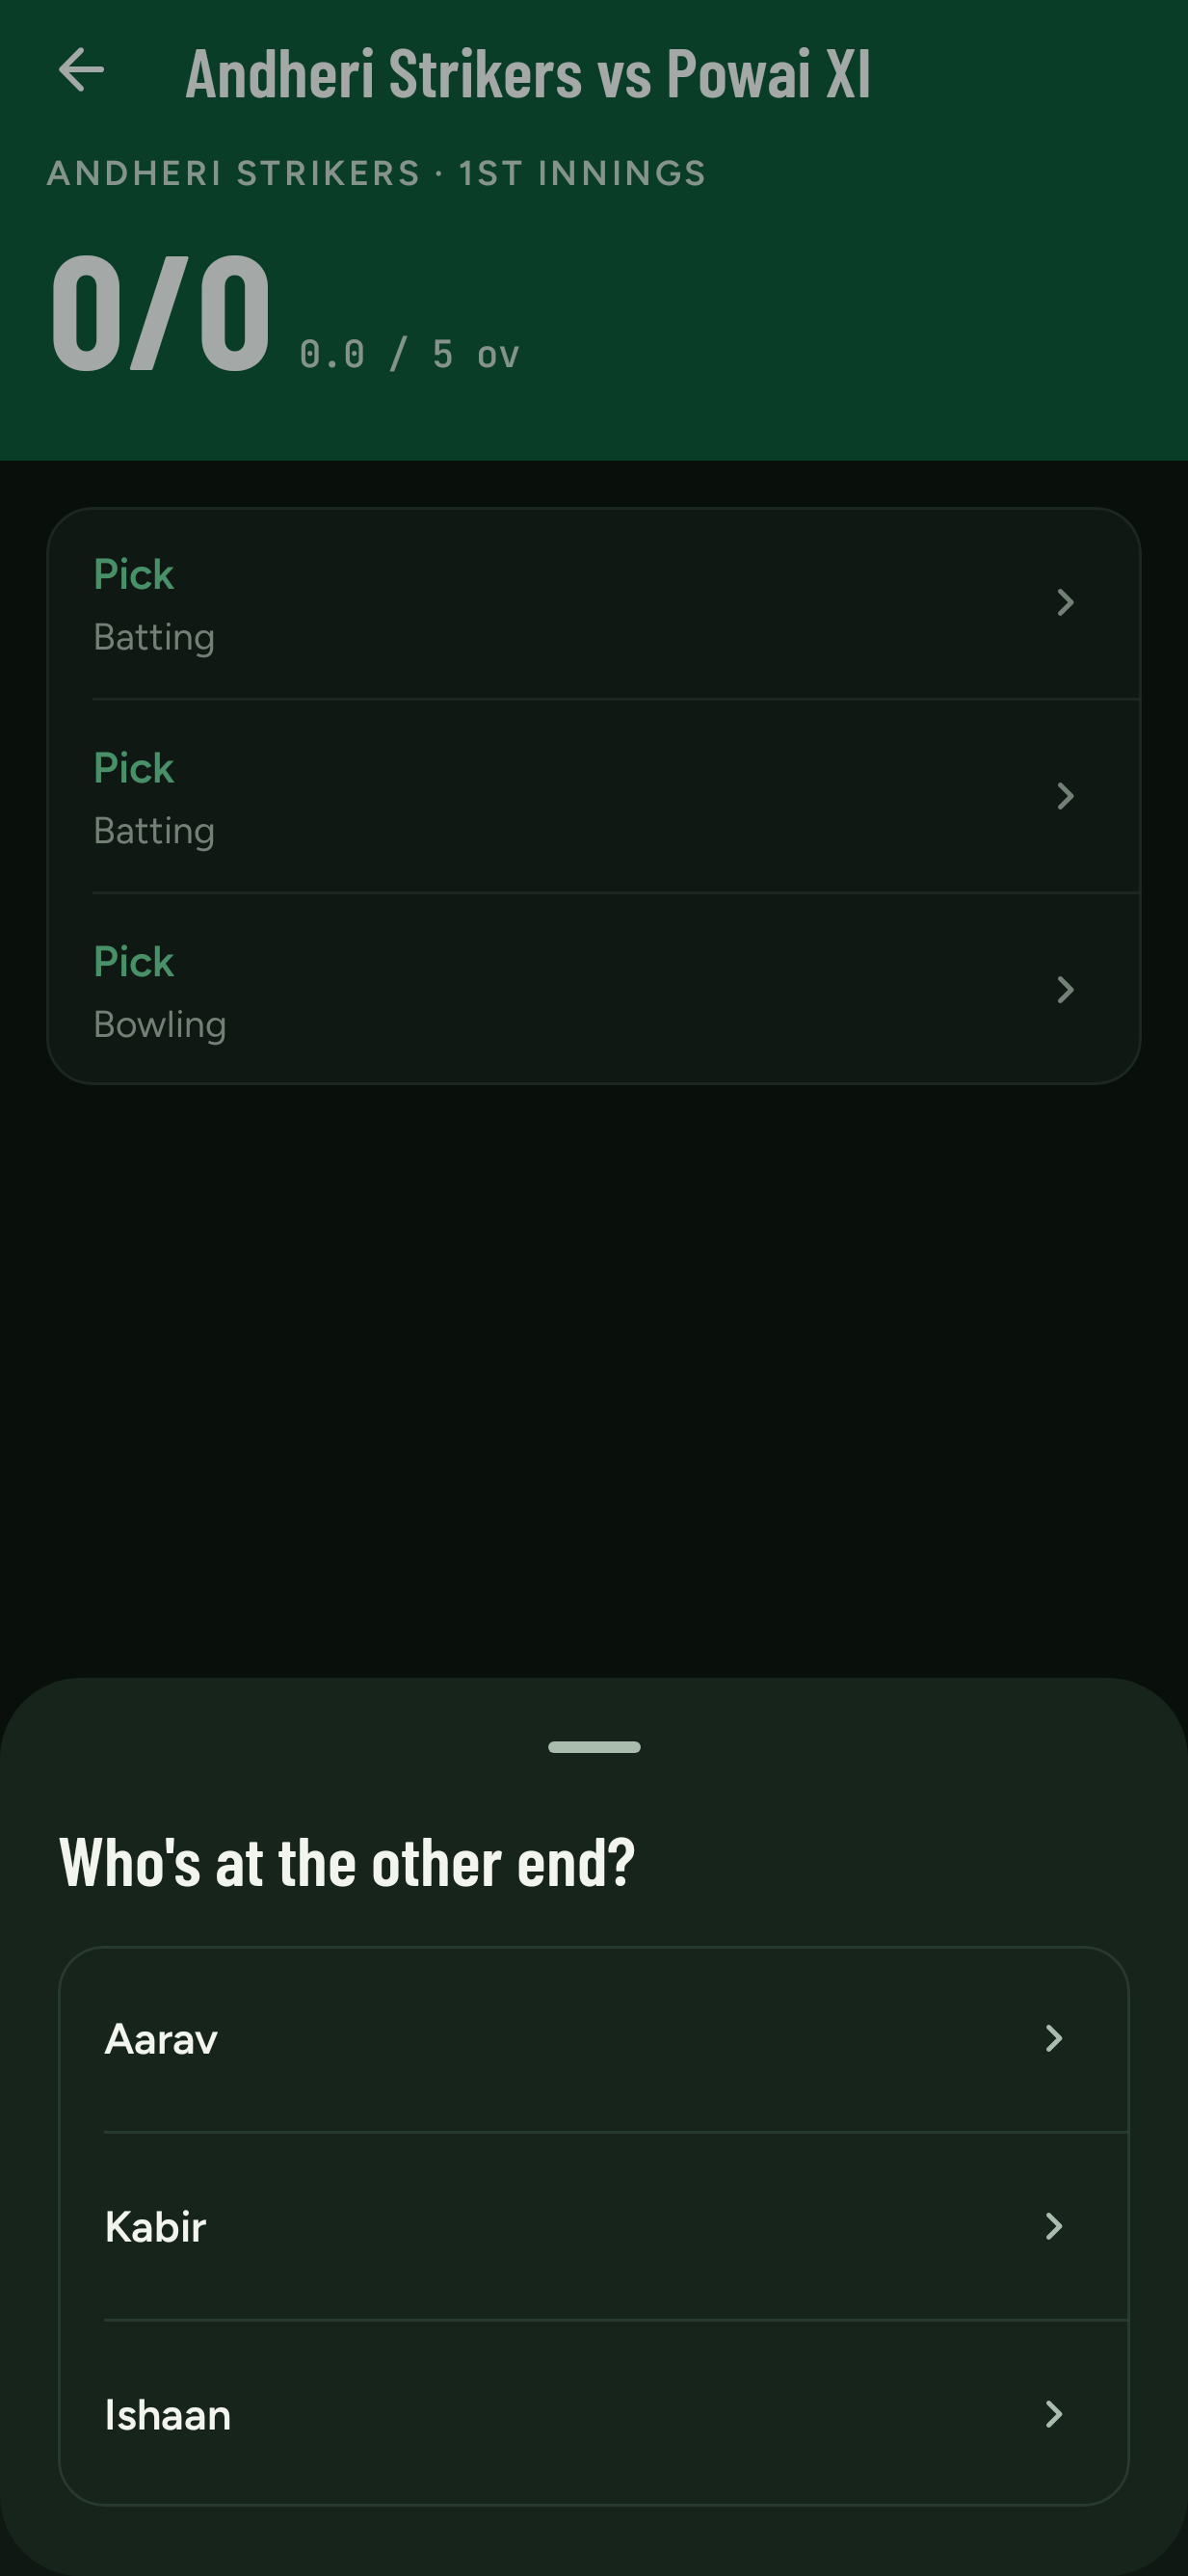 Andheri Strikers vs Powai XI
ANDHERI STRIKERS · 1ST INNINGS
0/0 0.0 / 5 ov
Pick
Batting
Pick
Batting
Pick
Bowling
Who's at the other end?
Aarav
Kabir
Ishaan